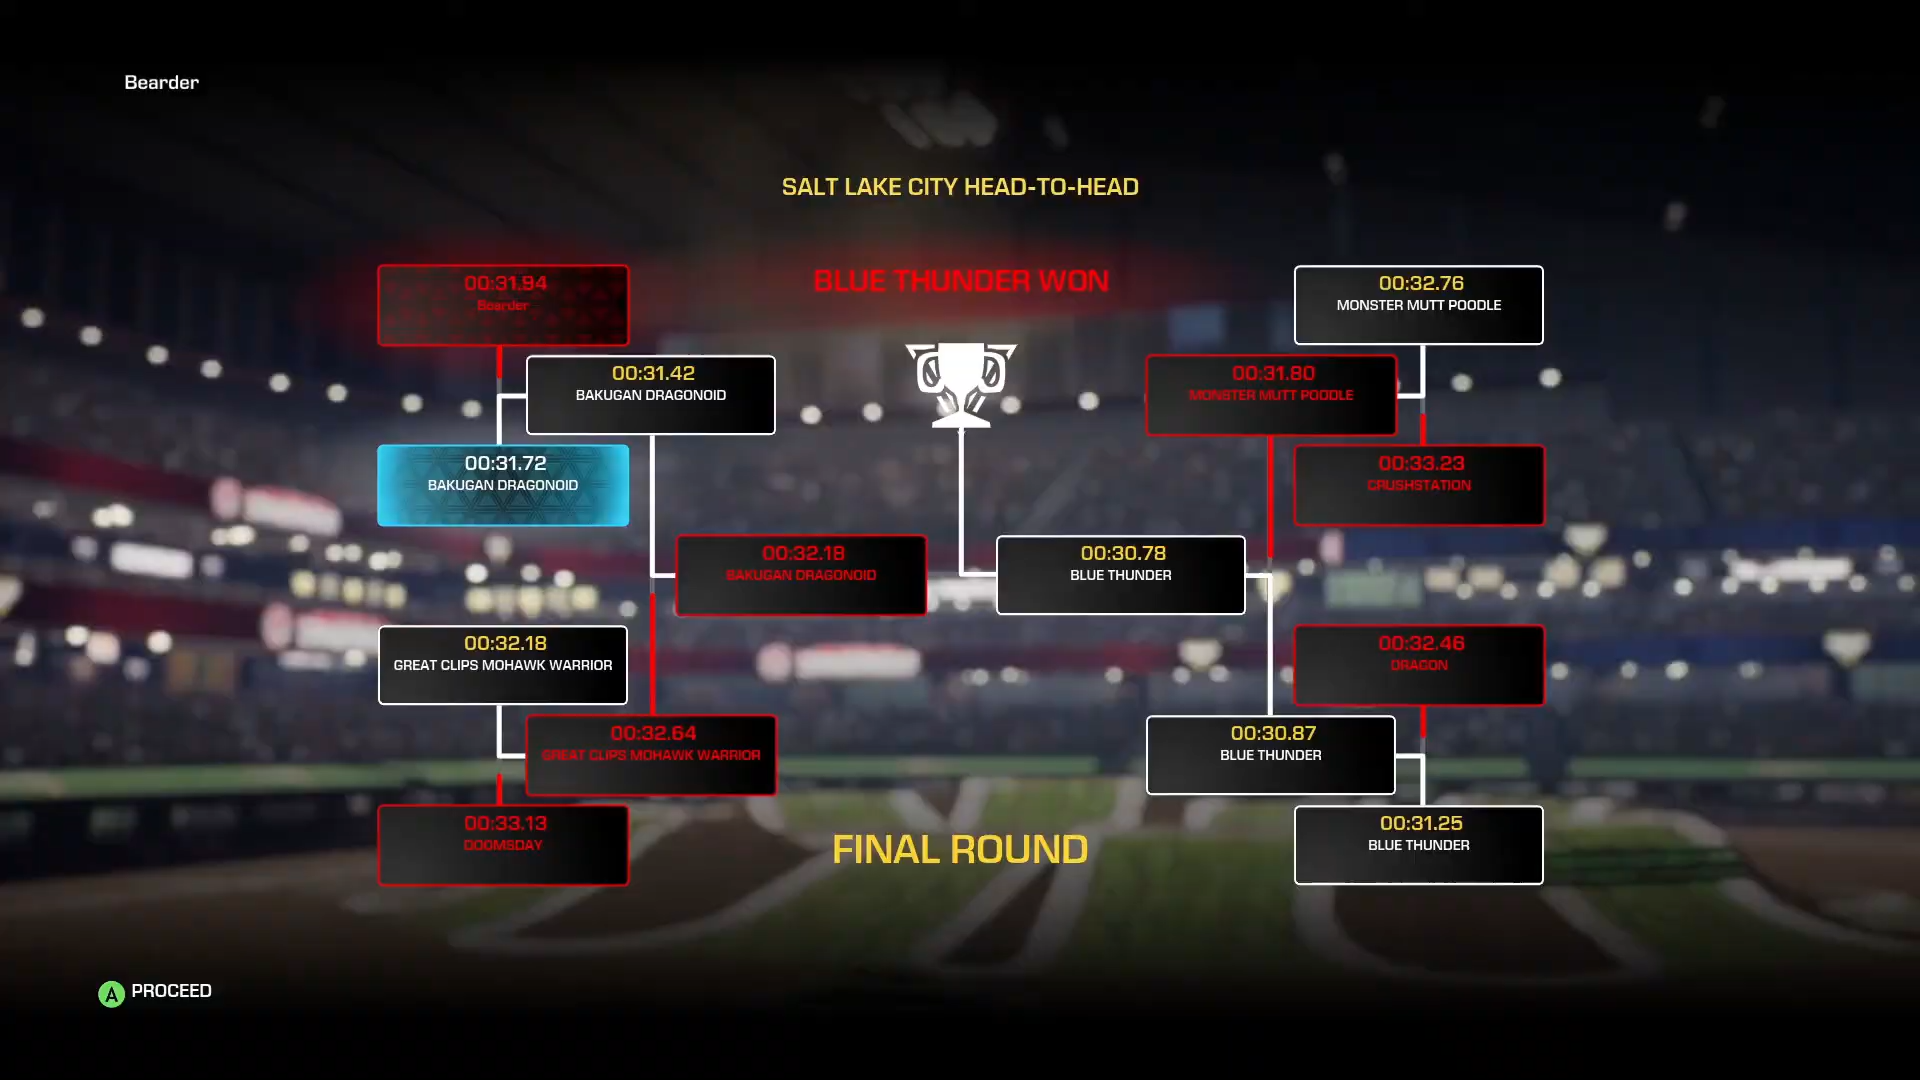 Bearder
SALT LAKE CITY HEAD-TO-HEAD
BLUE THUNDER WON
00:31.94
Bearder
00:32.76
MONSTER MUTT POODLE
00:31.42
BAKUGAN DRAGONOID
00:31.80
MONSTER MUTT POODLE
00:31.72
BAKUGAN DRAGONOID
00:33.23
CRUSHSTATION
00:32.18
BAKUGAN DRAGONOID
00:30.78
BLUE THUNDER
00:32.18
GREAT CLIPS MOHAWK WARRIOR
00:32.46
DRAGON
00:32.64
GREAT CLIPS MOHAWK WARRIOR
00:30.87
BLUE THUNDER
00:33.13
DOOMSDAY
FINAL ROUND
00:31.25
BLUE THUNDER
A PROCEED